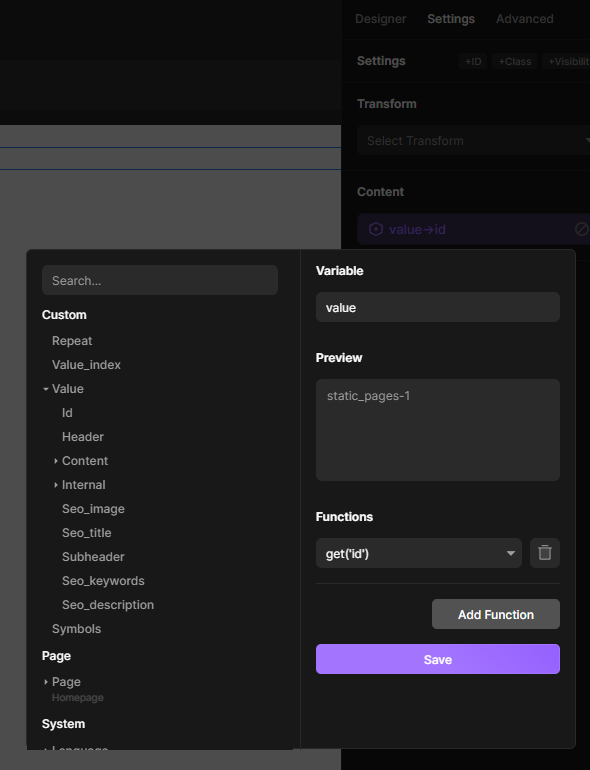 Designer Settings Advanced
Settings +ID +Class +Visibilit
Transform
Select Transform
Content
value→id
Search...
Custom
Repeat
Value_index
Value
Id
Header
Content
Internal
Seo_image
Seo_title
Subheader
Seo_keywords
Seo_description
Symbols
Page
Page
Homepage
System
Language
Variable
value
Preview
static_pages-1
Functions
get('id')
Add Function
Save